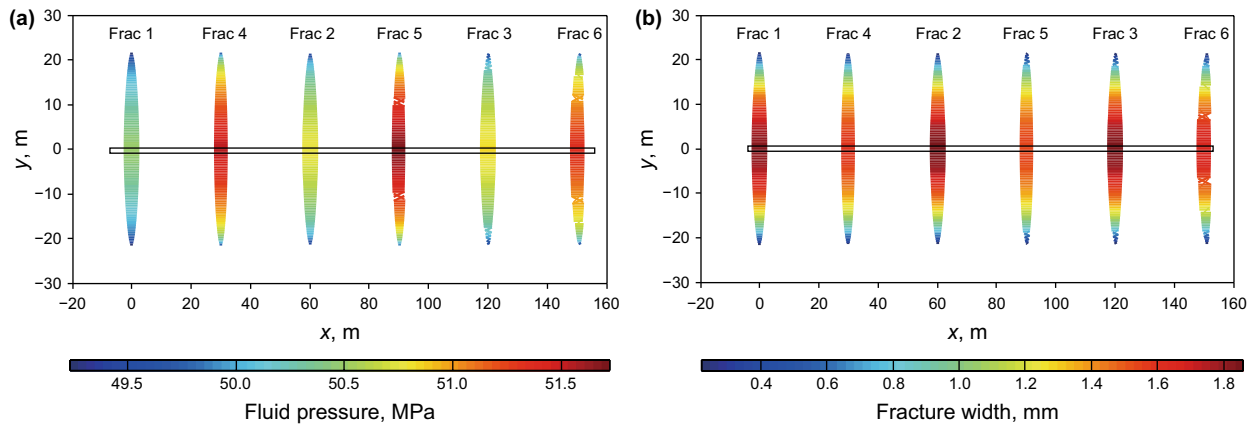 (a)
30
Frac 1 Frac 4 Frac 2 Frac 5 Frac 3 Frac 6
20
10
y, m
0
−10
−20
−30
−20 0 20 40 60 80 100 120 140 160
x, m
49.5 50.0 50.5 51.0 51.5
Fluid pressure, MPa
(b)
30
Frac 1 Frac 4 Frac 2 Frac 5 Frac 3 Frac 6
20
10
y, m
0
−10
−20
−30
−20 0 20 40 60 80 100 120 140 160
x, m
0.4 0.6 0.8 1.0 1.2 1.4 1.6 1.8
Fracture width, mm